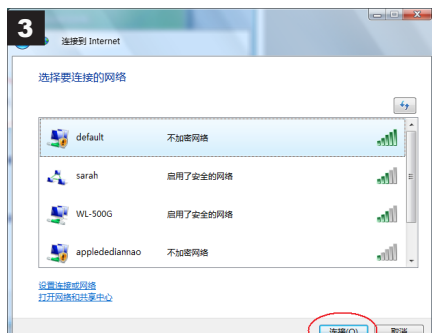 3
连接到 Internet
选择要连接的网络
default 不加密网络
sarah 启用了安全的网络
WL-500G 启用了安全的网络
applededianao 不加密网络
设置连接或网络
打开网络和共享中心
连接(O) 取消